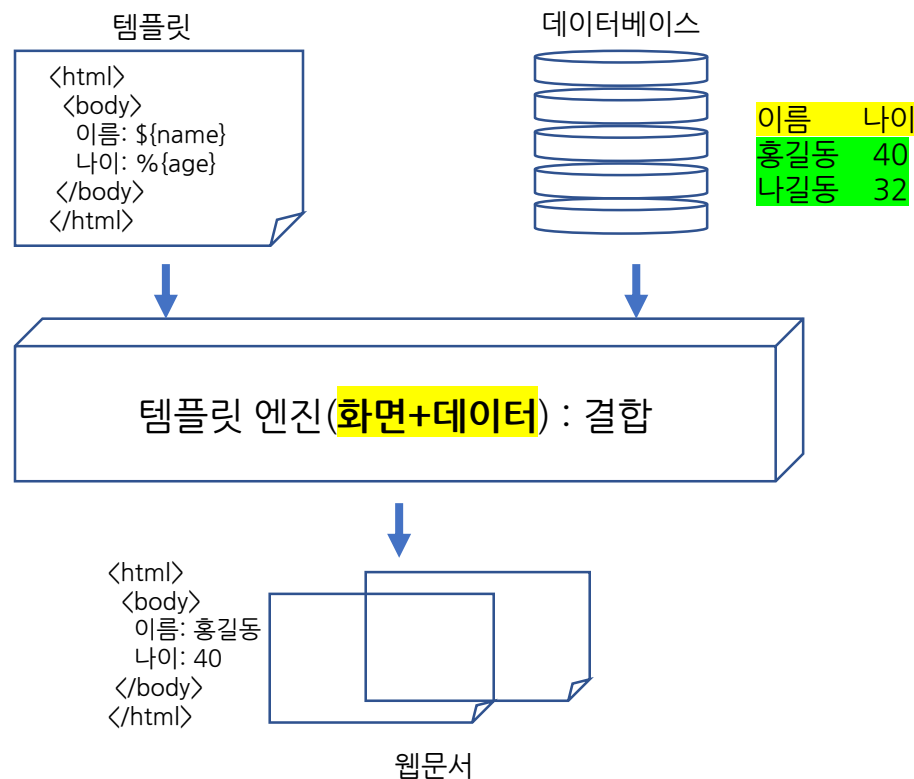 템플릿
<html>
<body>
이름: ${name}
나이: %{age}
</body>
</html>
데이터베이스
이름 나이
홍길동 40
나길동 32
템플릿 엔진(화면+데이터) : 결합
<html>
<body>
이름: 홍길동
나이: 40
</body>
</html>
웹문서